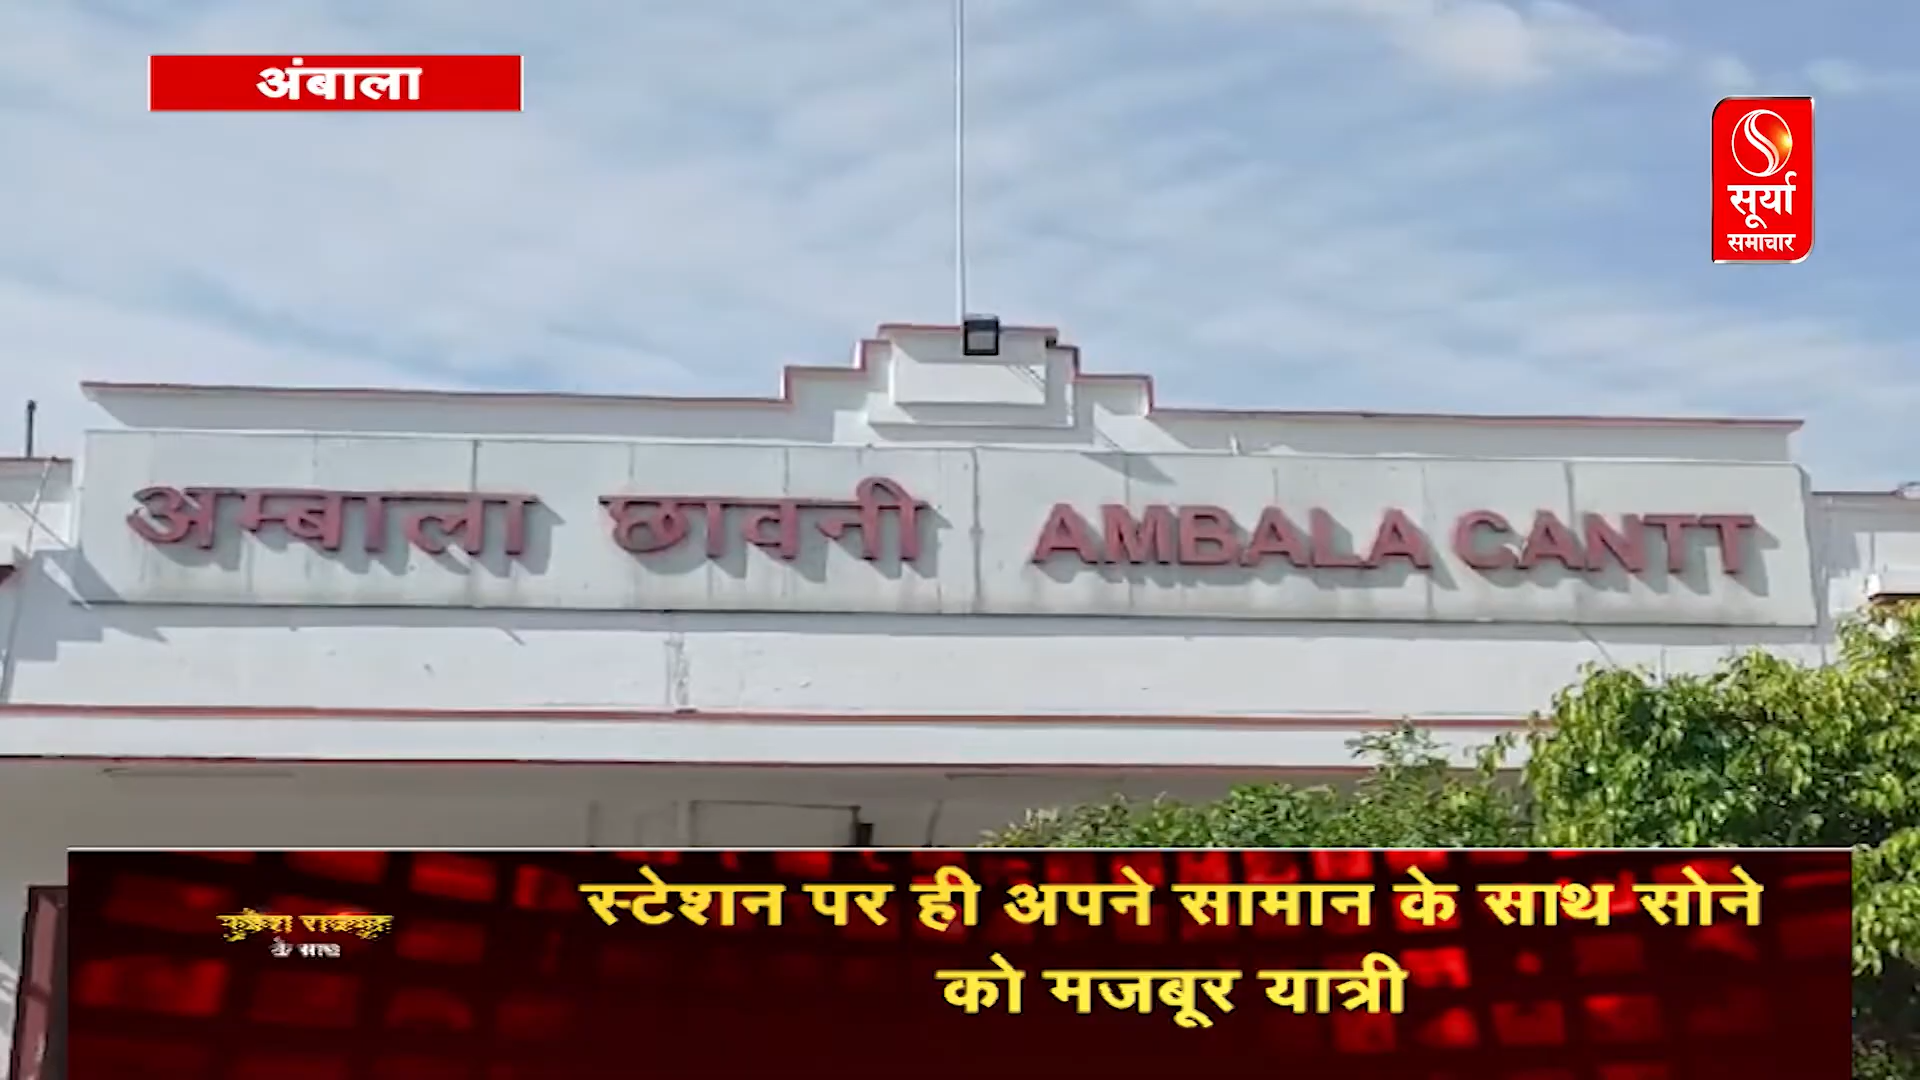 अंबाला
सूर्या
समाचार
अम्बाला छावनी AMBALA CANTT
स्टेशन पर ही अपने सामान के साथ सोने
को मजबूर यात्री
के साथ